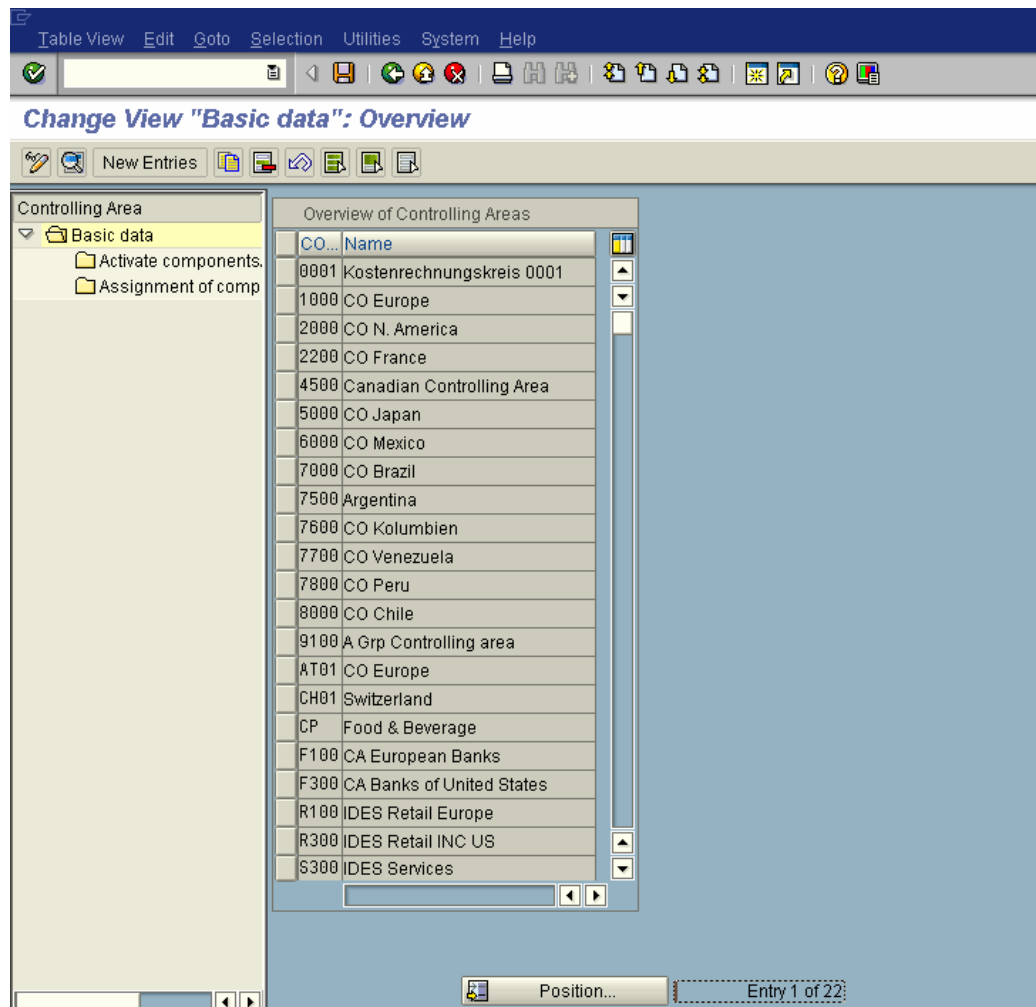 Table View Edit Goto Selection Utilities System Help
Change View "Basic data": Overview
New Entries
Controlling Area
Basic data
Activate components.
Assignment of comp
Overview of Controlling Areas
CO... Name
0001 Kostenrechnungskreis 0001
1000 CO Europe
2000 CO N. America
2200 CO France
4500 Canadian Controlling Area
5000 CO Japan
6000 CO Mexico
7000 CO Brazil
7500 Argentina
7600 CO Kolumbien
7700 CO Venezuela
7800 CO Peru
8000 CO Chile
9100 A Grp Controlling area
AT01 CO Europe
CH01 Switzerland
CP Food & Beverage
F100 CA European Banks
F300 CA Banks of United States
R100 IDES Retail Europe
R300 IDES Retail INC US
S300 IDES Services
Position... Entry 1 of 22